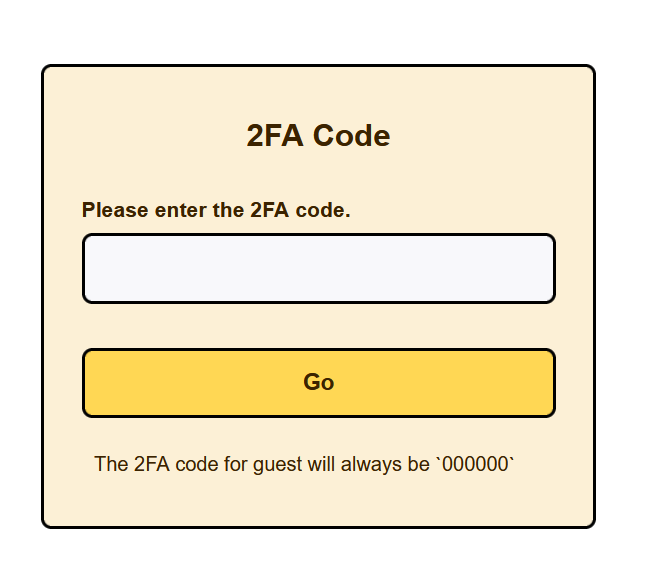 2FA Code
Please enter the 2FA code.
Go
The 2FA code for guest will always be `000000`